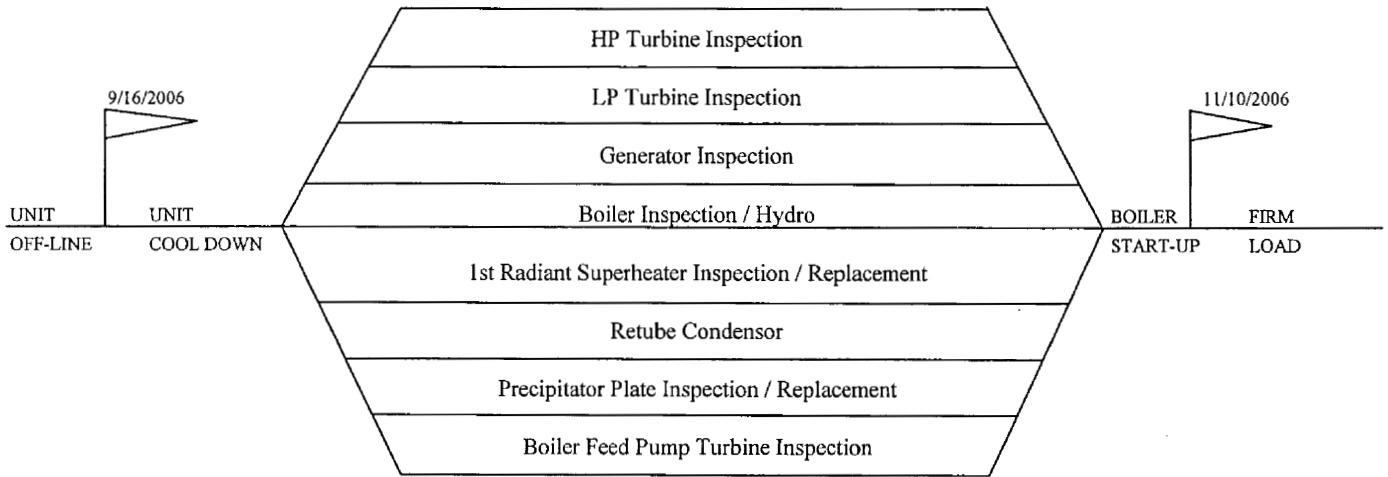 HP Turbine Inspection
9/16/2006
LP Turbine Inspection
11/10/2006
Generator Inspection
UNIT UNIT Boiler Inspection / Hydro BOILER FIRM
OFF-LINE COOL DOWN START-UP LOAD
1st Radiant Superheater Inspection / Replacement
Retube Condensor
Precipitator Plate Inspection / Replacement
Boiler Feed Pump Turbine Inspection